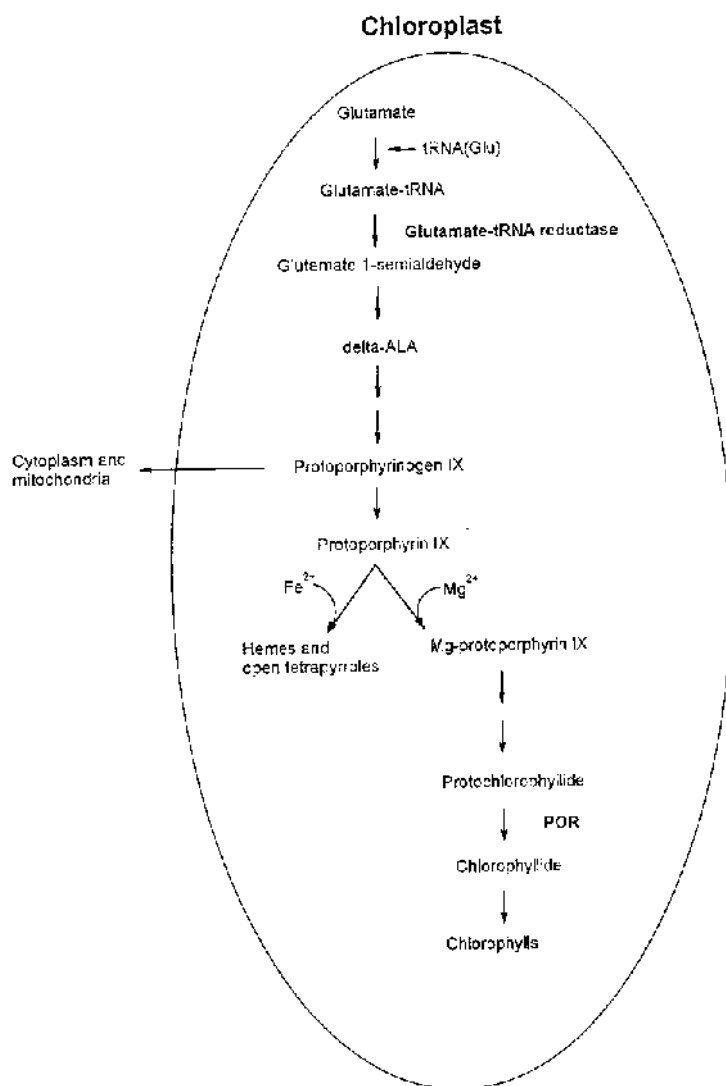 Chloroplast
Glutamate
tRNA(Glu)
Glutamate-tRNA
Glutamate-tRNA reductase
Glutamate 1-semialdehyde
delta-ALA
Cytoplasm and
mitochondria
Protoporphyrinogen IX
Protoporphyrin IX
Fe2+
Mg2+
Hemes and
open tetrapyrroles
Mg-protoporphyrin IX
Protochlorophyllide
POR
Chlorophyllide
Chlorophylls